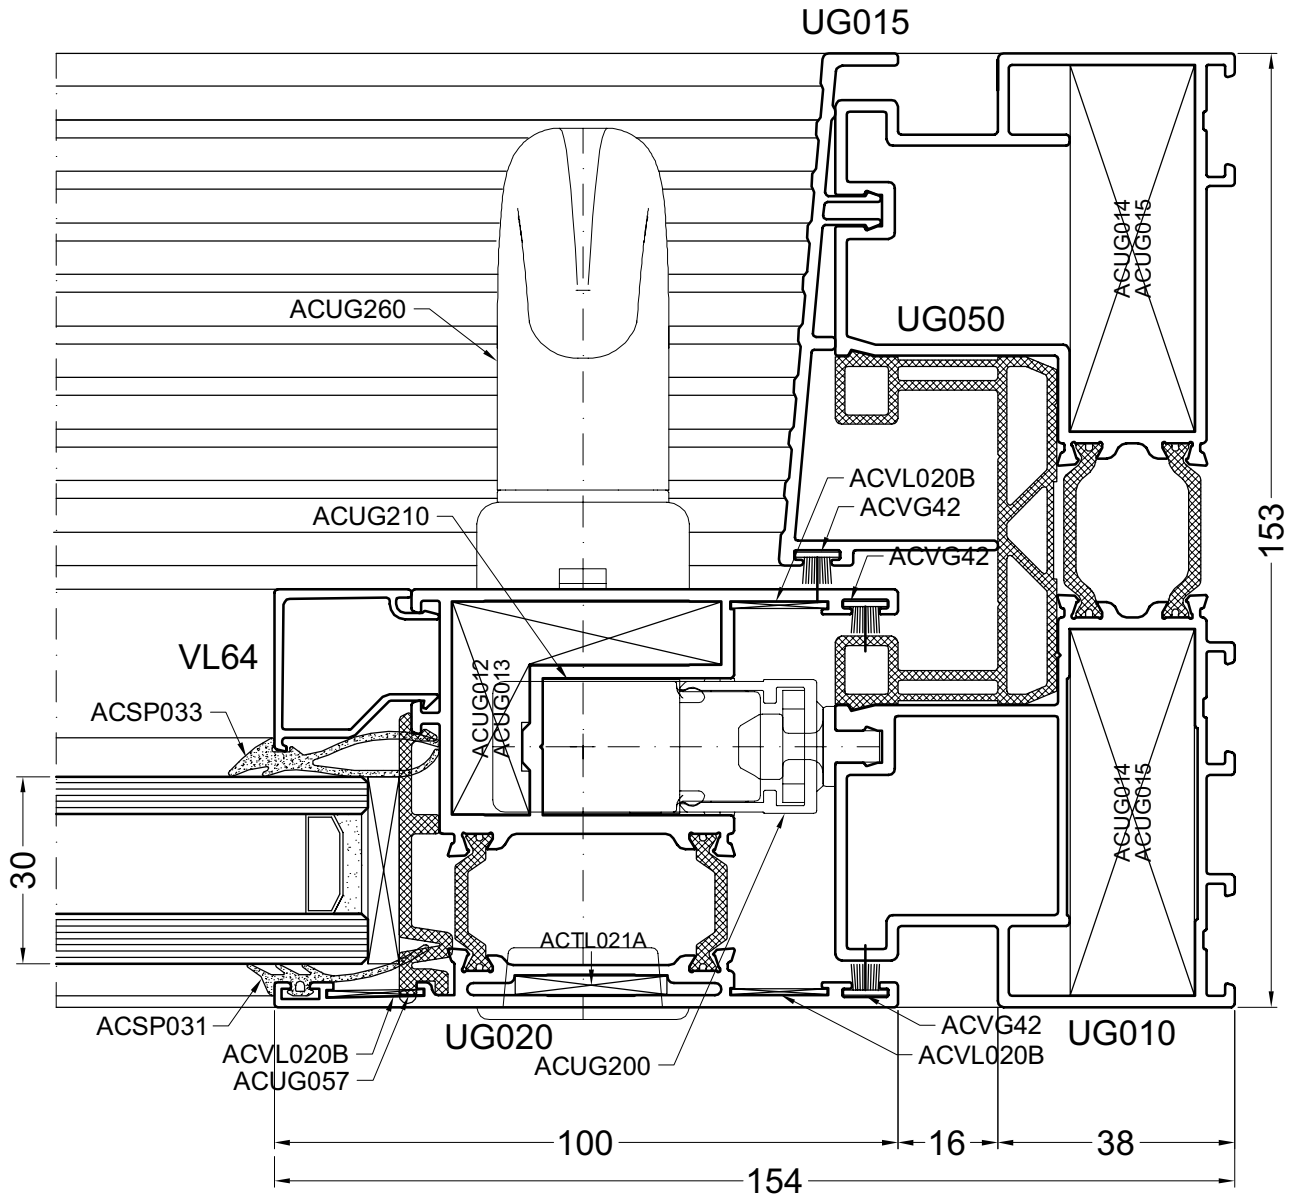 UG015
ACUG014
ACUG015
ACUG260
UG050
ACVL020B
ACVG42
ACUG210
ACVG42
153
VL64
ACUG012
ACUG013
ACSP033
ACUG014
ACUG015
30
ACTL021A
ACSP031
ACVG42
UG010
UG020
ACVL020B
ACVL020B
ACUG200
ACUG057
100
16
38
154